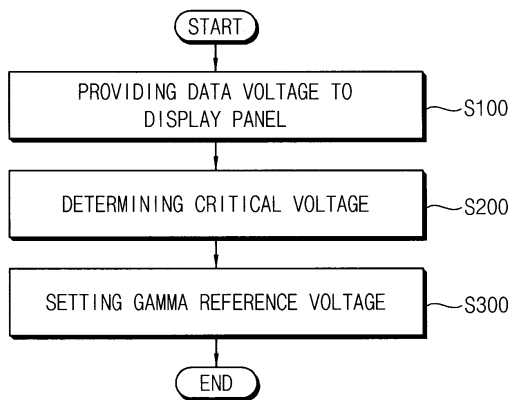 START
PROVIDING DATA VOLTAGE TO
DISPLAY PANEL
S100
DETERMINING CRITICAL VOLTAGE
S200
SETTING GAMMA REFERENCE VOLTAGE
S300
END